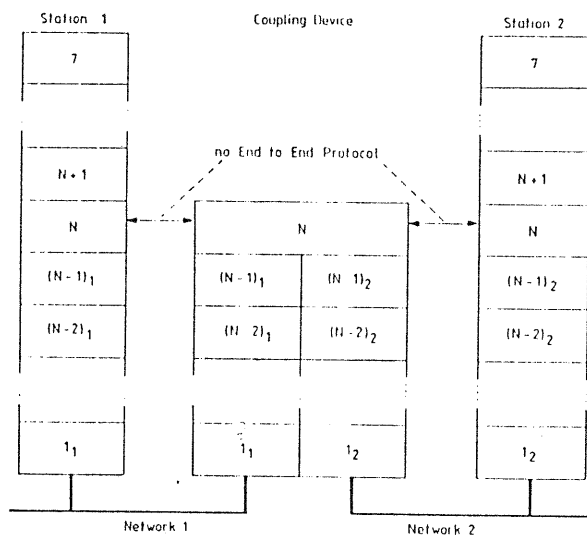 Station 1
Coupling Device
Station 2
7
7
no End to End Protocol
N + 1
N + 1
N
N
N
(N - 1)₁
(N - 1)₁
(N 1)₂
(N - 1)₂
(N - 2)₁
(N 2)₁
(N - 2)₂
(N - 2)₂
1₁
1₁
1₂
1₂
Network 1
Network 2